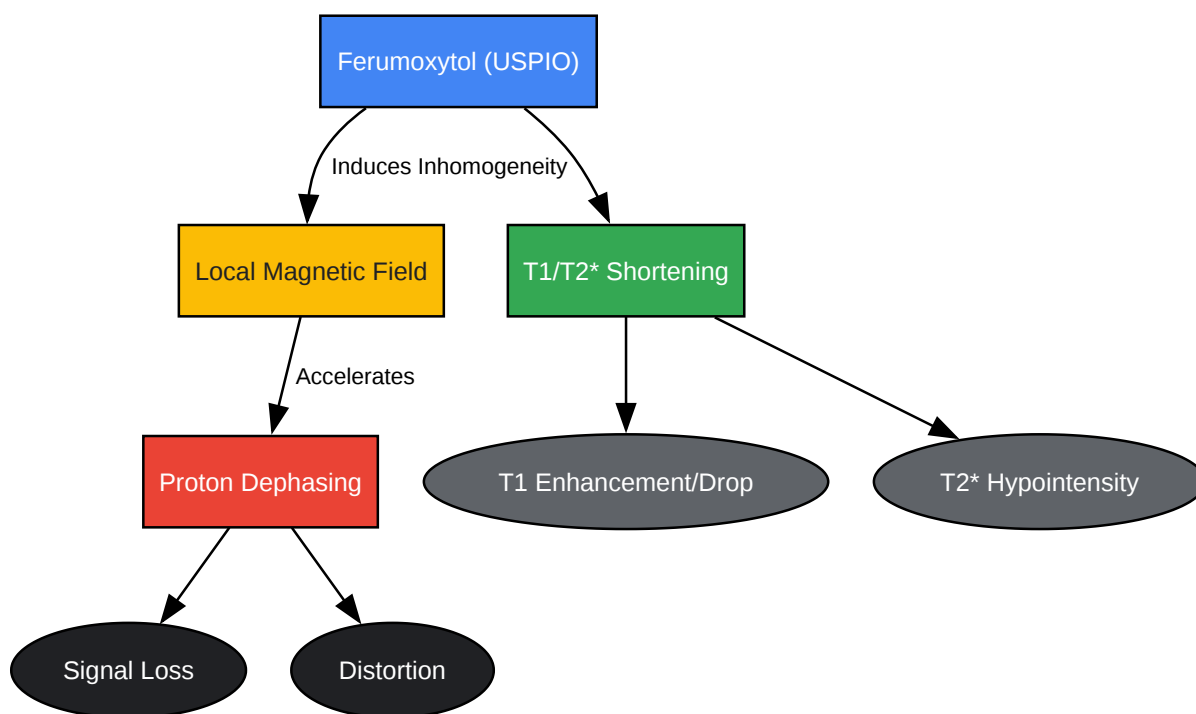 Ferumoxytol (USPIO)
Induces Inhomogeneity
Local Magnetic Field
T1/T2* Shortening
Accelerates
Proton Dephasing
T1 Enhancement/Drop
T2* Hypointensity
Signal Loss
Distortion